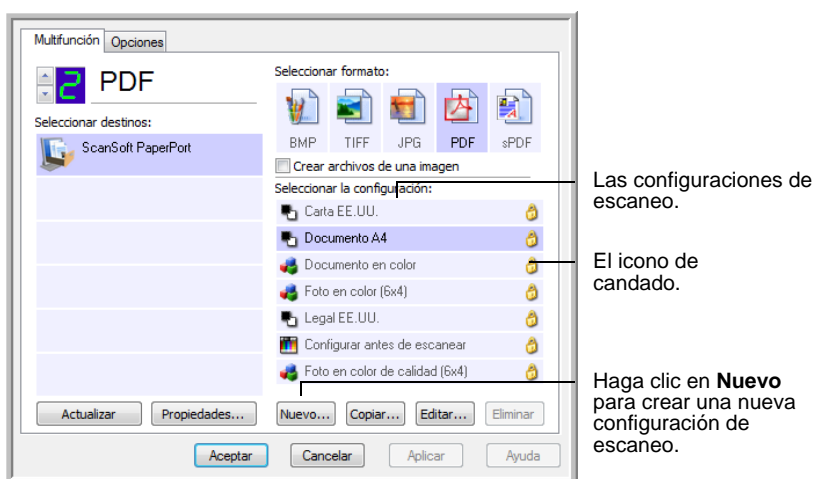 Multifunción Opciones
2 PDF
Seleccionar destinos:
ScanSoft PaperPort
Seleccionar formato:
BMP TIFF JPG PDF sPDF
Crear archivos de una imagen
Seleccionar la configuración:
Carta EE.UU.
Documento A4
Documento en color
Foto en color (6x4)
Legal EE.UU.
Configurar antes de escanear
Foto en color de calidad (6x4)
Actualizar Propiedades... Nuevo... Copiar... Editar... Eliminar
Aceptar Cancelar Aplicar Ayuda
Las configuraciones de
escaneo.
El icono de
candado.
Haga clic en Nuevo
para crear una nueva
configuración de
escaneo.